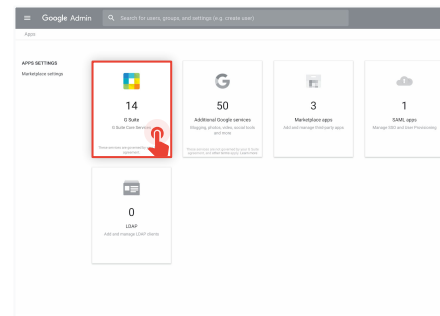 Google Admin
Search for users, groups, and settings (e.g. create user)
Apps
APPS SETTINGS
Marketplace settings
14
G Suite
G Suite Core Services
50
Additional Google services
Blogging, photos, video, social tools
and more
3
Marketplace apps
Add and manage third-party apps
1
SAML apps
Manage SSO and User Provisioning
0
LDAP
Add and manage LDAP clients